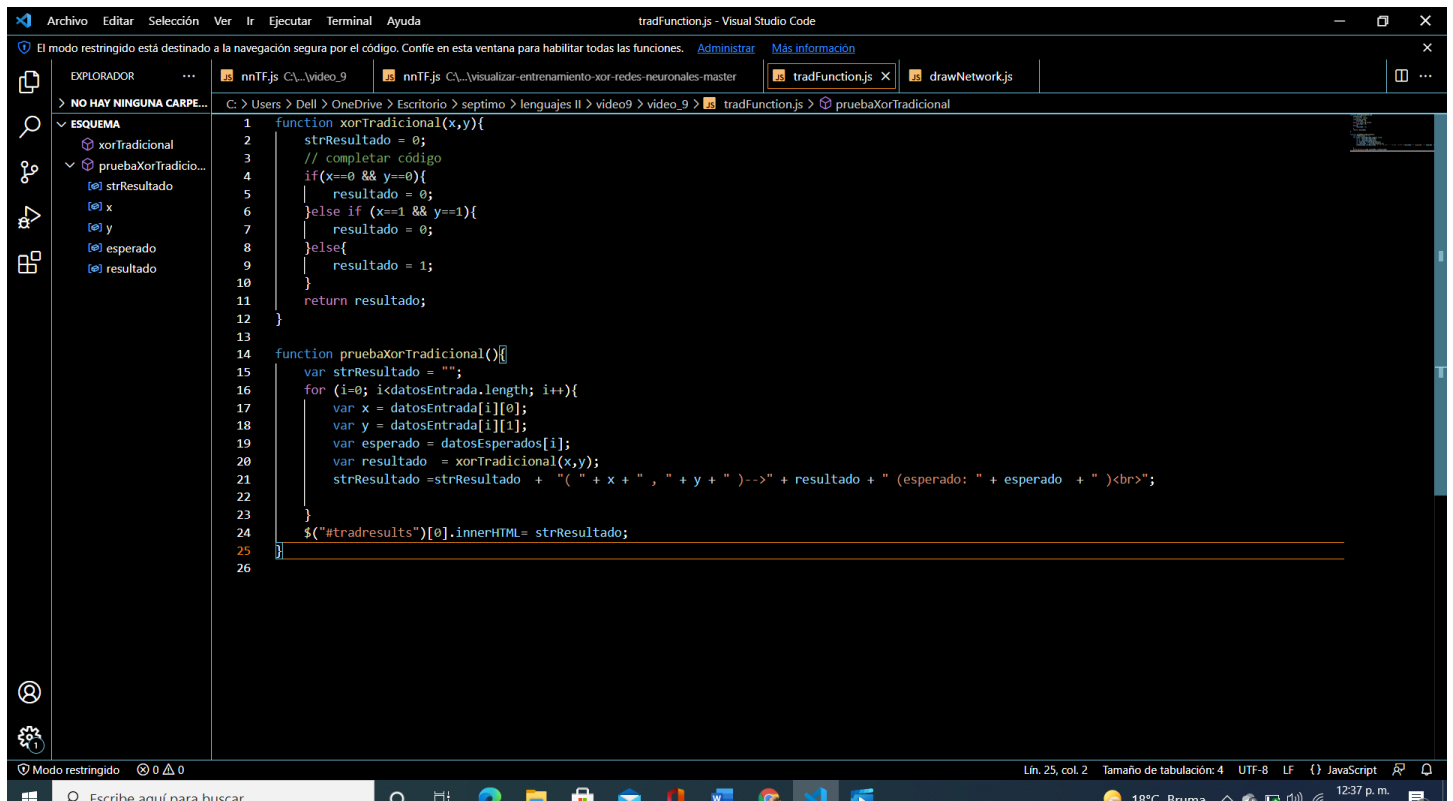 Archivo Editar Selección Ver Ir Ejecutar Terminal Ayuda tradFunction.js - Visual Studio Code
El modo restringido está destinado a la navegación segura por el código. Confíe en esta ventana para habilitar todas las funciones. Administrar Más información
EXPLORADOR ··· JS nnTF.js C:\...\video_9 JS nnTF.js C:\...\visualizar-entrenamiento-xor-redes-neuronales-master JS tradFunction.js JS drawNetwork.js
NO HAY NINGUNA CARPE... C: > Users > Dell > OneDrive > Escritorio > septimo > lenguajes II > video9 > video_9 > JS tradFunction.js > pruebaXorTradicional
ESQUEMA
xorTradicional
pruebaXorTradicio...
strResultado
x
y
esperado
resultado
1 function xorTradicional(x,y){
2     strResultado = 0;
3     // completar código
4     if(x==0 && y==0){
5         resultado = 0;
6     }else if (x==1 && y==1){
7         resultado = 0;
8     }else{
9         resultado = 1;
10     }
11     return resultado;
12 }
13
14 function pruebaXorTradicional(){
15     var strResultado = "";
16     for (i=0; i<datosEntrada.length; i++){
17         var x = datosEntrada[i][0];
18         var y = datosEntrada[i][1];
19         var esperado = datosEsperados[i];
20         var resultado  = xorTradicional(x,y);
21         strResultado =strResultado  +  "( " + x + " , " + y + " )-->" + resultado + " (esperado: " + esperado  + " )<br>";
22
23     }
24     $("#tradresults")[0].innerHTML= strResultado;
25 }
26
1
Modo restringido 0 0 Lín. 25, col. 2 Tamaño de tabulación: 4 UTF-8 LF {} JavaScript
Escribe aquí para buscar 18°C Bruma 12:37 p. m.